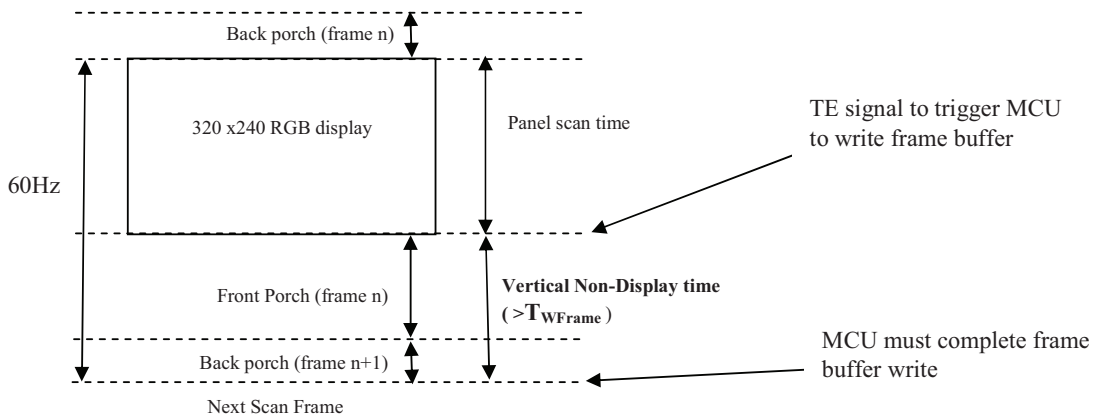 Back porch (frame n)
320 x240 RGB display
Panel scan time
TE signal to trigger MCU
to write frame buffer
60Hz
Front Porch (frame n)
Vertical Non-Display time
( >TWFrame )
Back porch (frame n+1)
MCU must complete frame
buffer write
Next Scan Frame